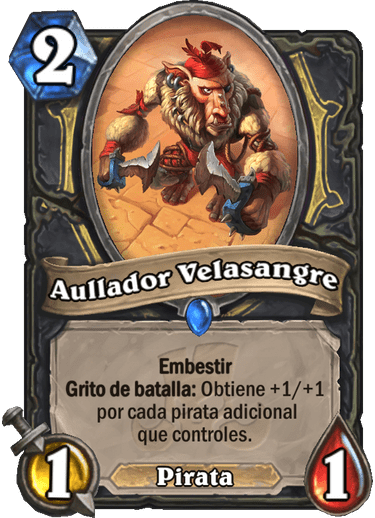 2
Aullador Velasangre
Embestir
Grito de batalla: Obtiene +1/+1
por cada pirata adicional
que controles.
1
Pirata
1